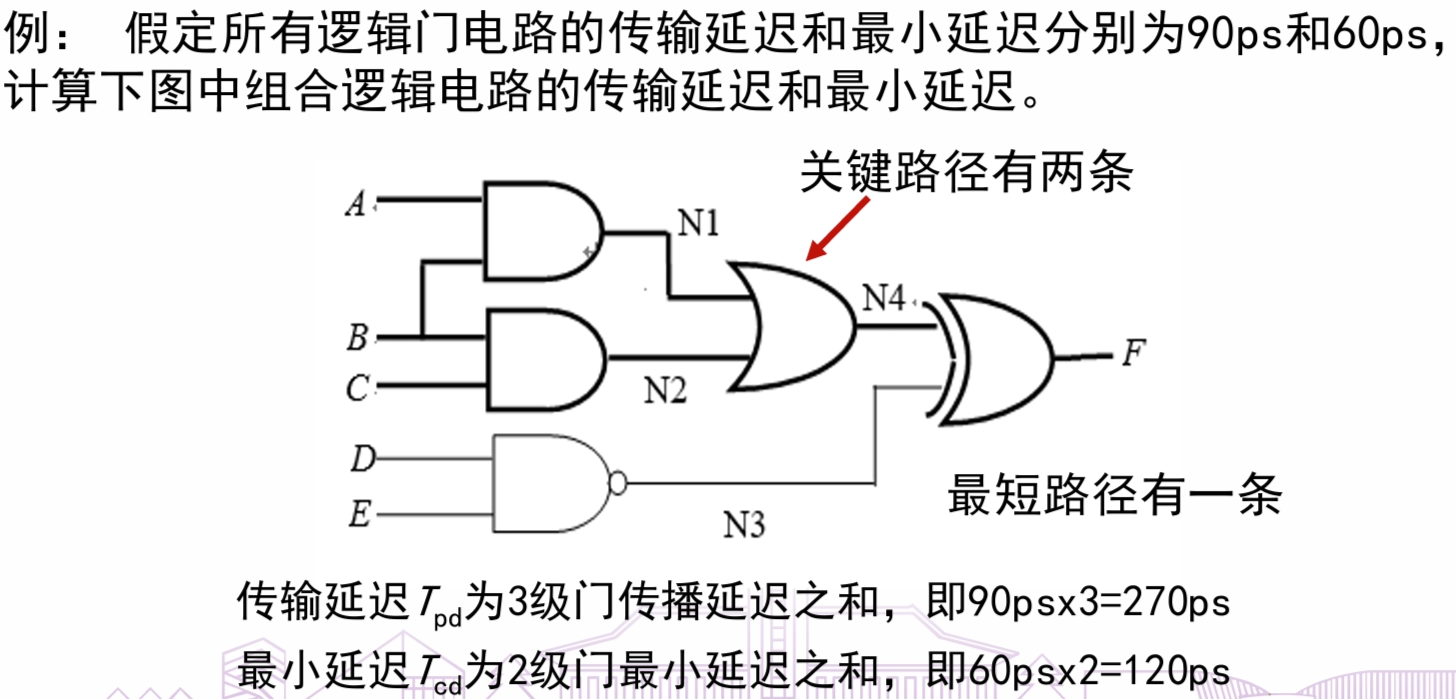 例： 假定所有逻辑门电路的传输延迟和最小延迟分别为90ps和60ps，
计算下图中组合逻辑电路的传输延迟和最小延迟。
关键路径有两条
A
N1
N4
B
F
C
N2
D
最短路径有一条
E
N3
传输延迟Tpd为3级门传播延迟之和，即90psx3=270ps
最小延迟Tcd为2级门最小延迟之和，即60psx2=120ps